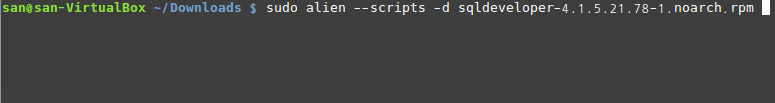 san@san-VirtualBox ~/Downloads $ sudo alien --scripts -d sqldeveloper-4.1.5.21.78-1.noarch.rpm